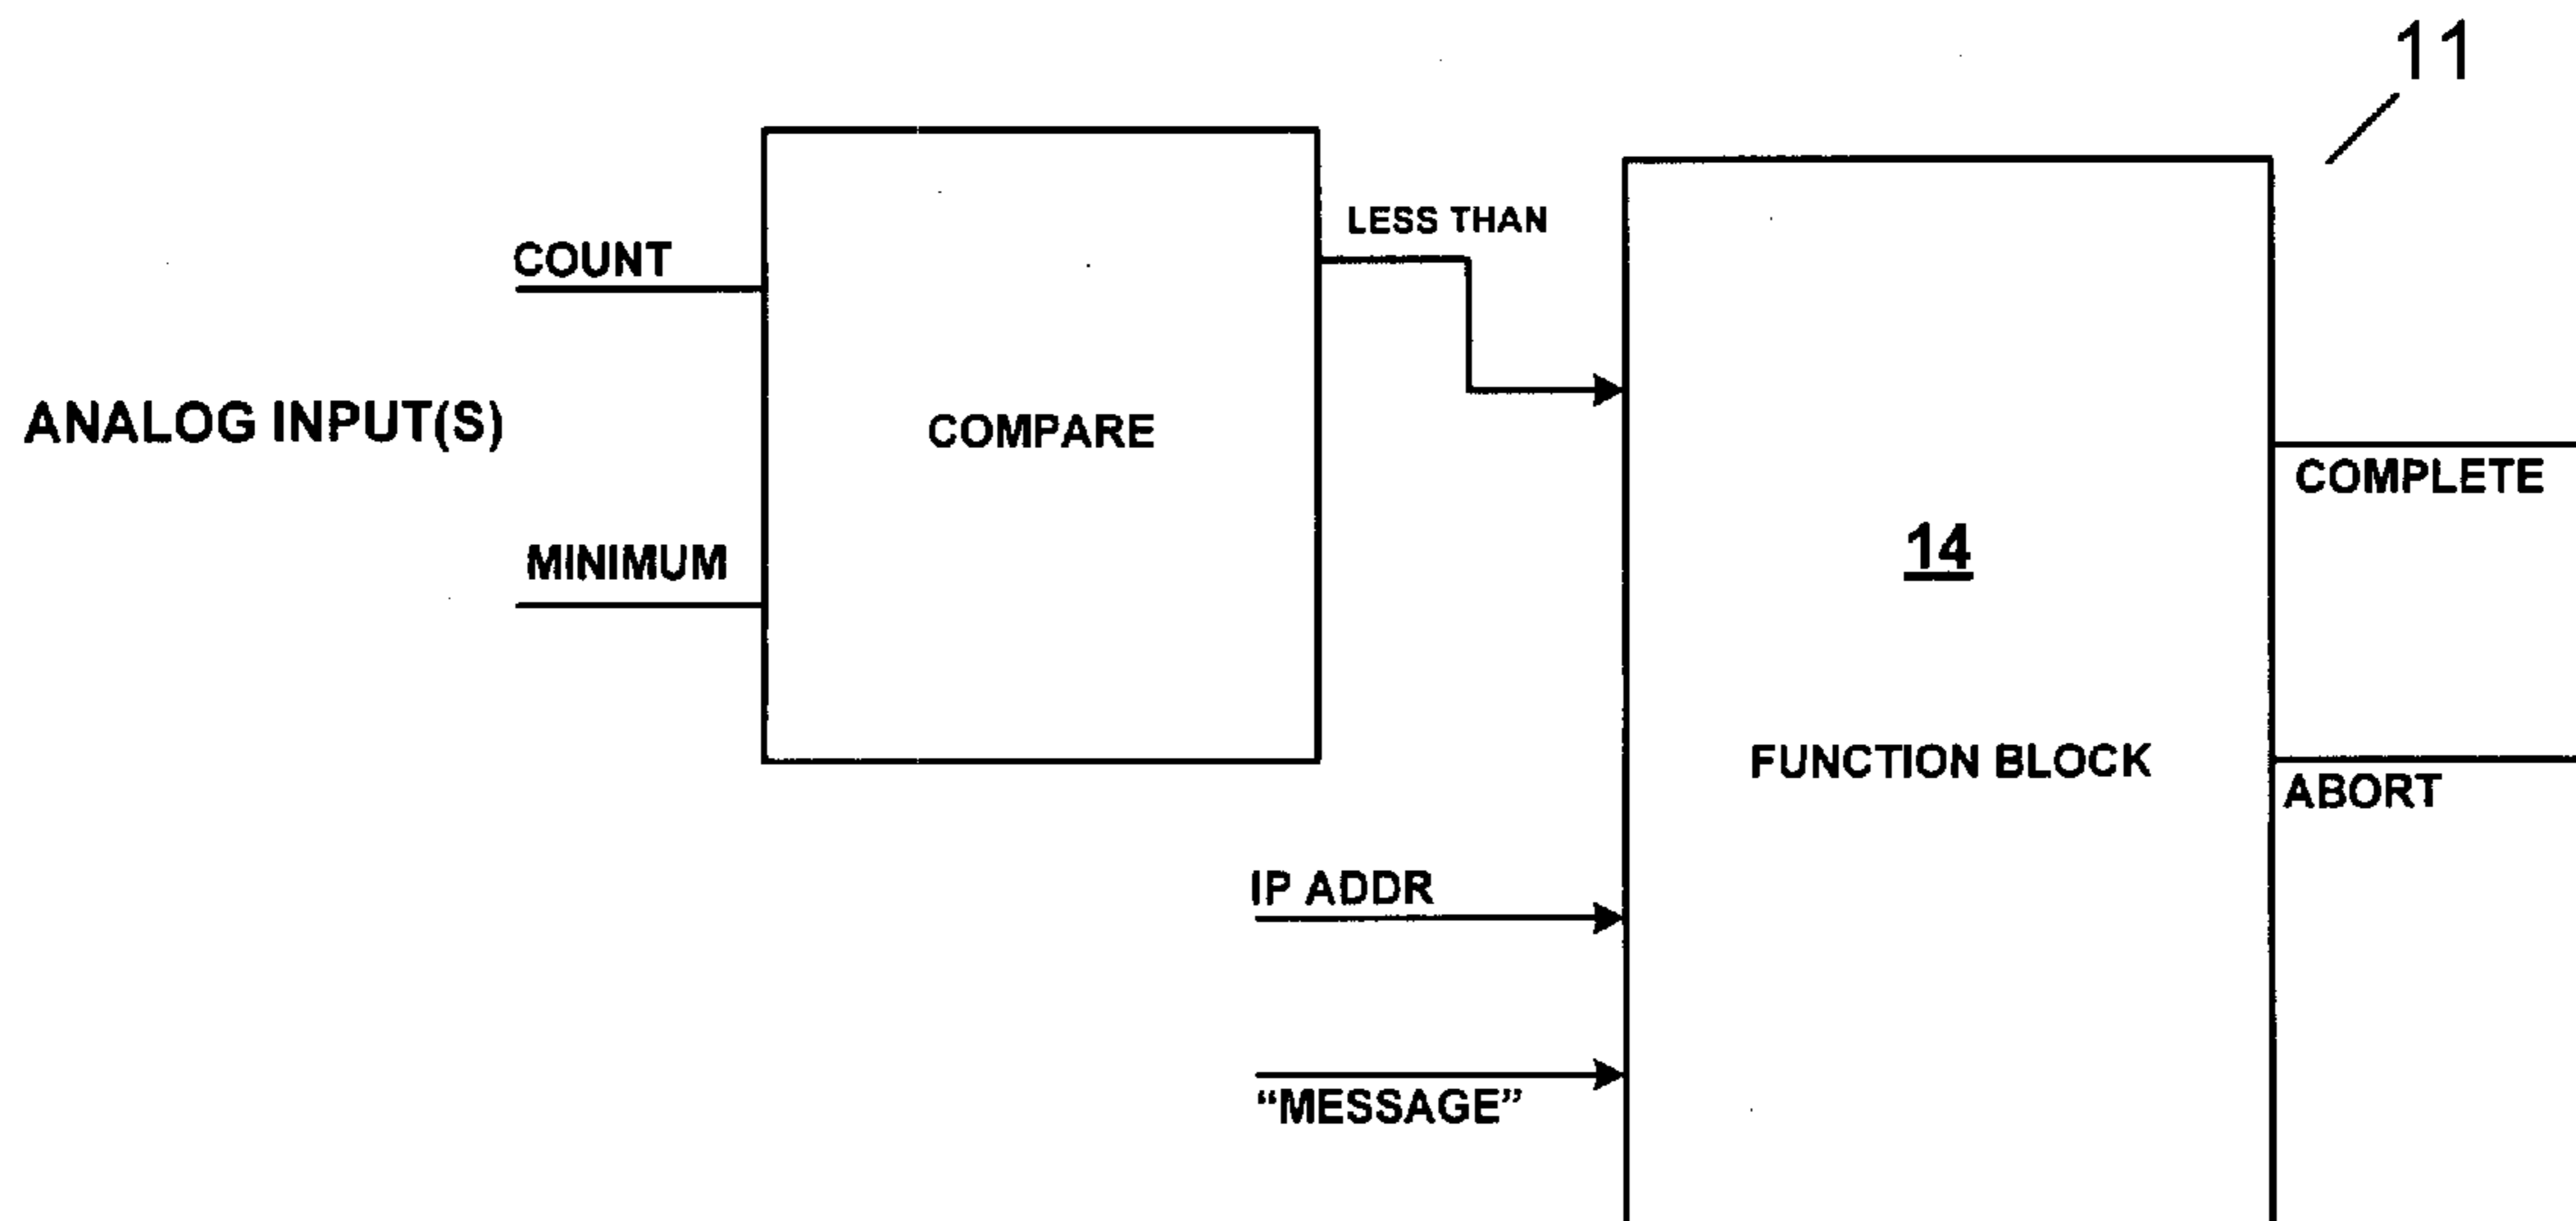 11
LESS THAN
COUNT
ANALOG INPUT(S)
COMPARE
COMPLETE
14
MINIMUM
FUNCTION BLOCK
ABORT
IP ADDR
“MESSAGE”